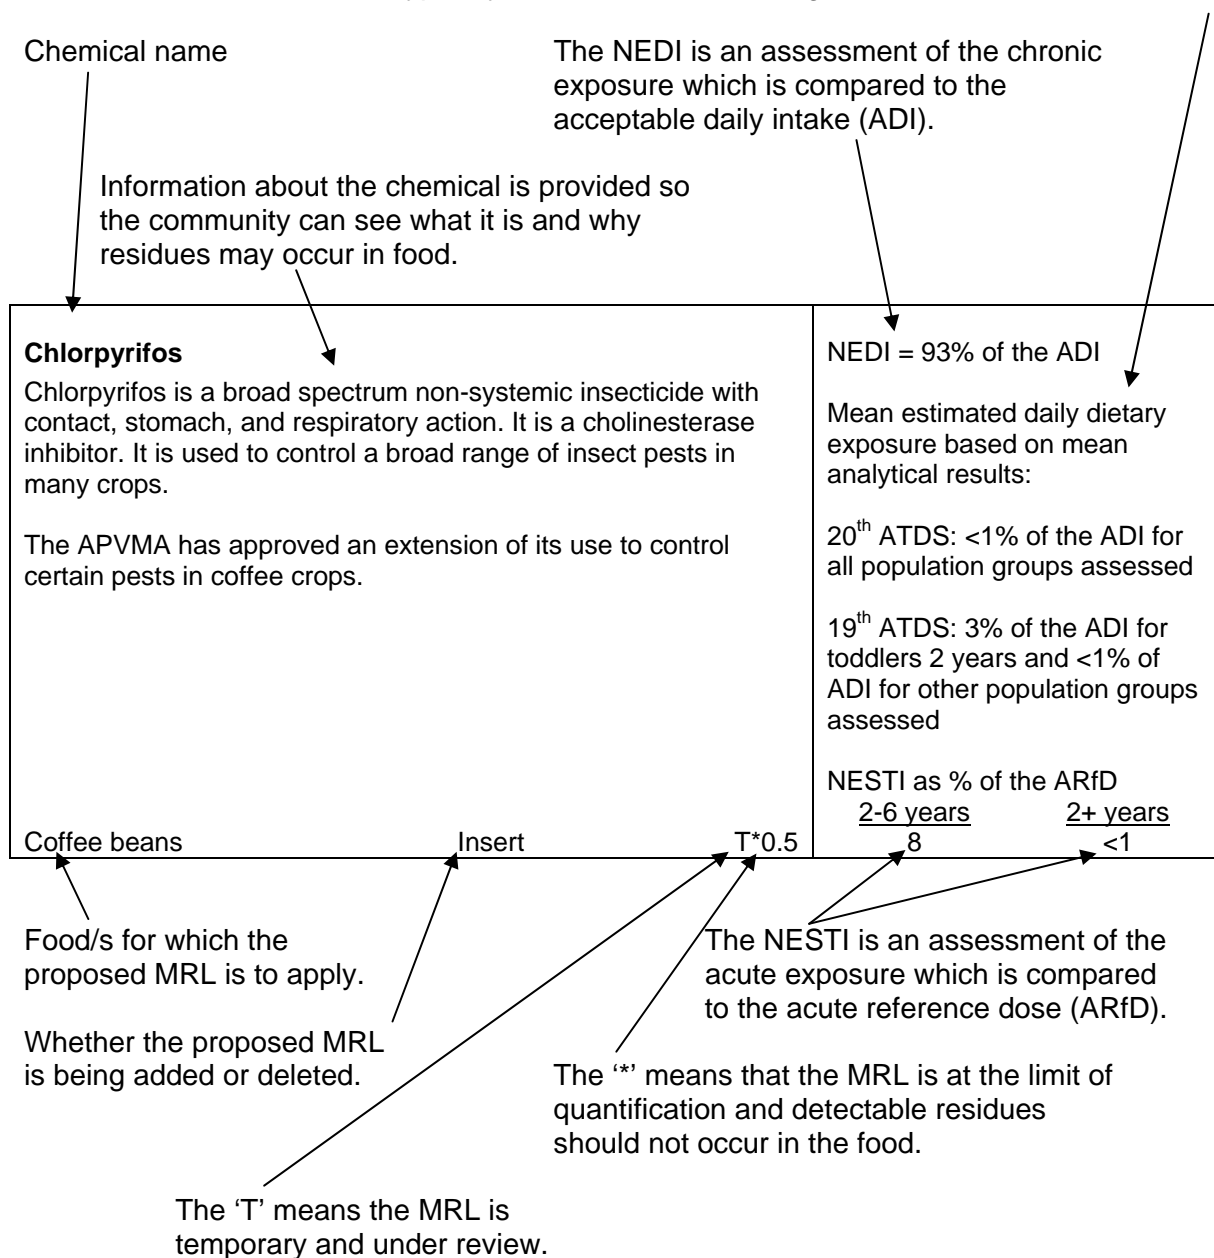 Chemical name
The NEDI is an assessment of the chronic
exposure which is compared to the
acceptable daily intake (ADI).
Information about the chemical is provided so
the community can see what it is and why
residues may occur in food.
Chlorpyrifos
Chlorpyrifos is a broad spectrum non-systemic insecticide with
contact, stomach, and respiratory action. It is a cholinesterase
inhibitor. It is used to control a broad range of insect pests in
many crops.
The APVMA has approved an extension of its use to control
certain pests in coffee crops.
Coffee beans Insert T*0.5
NEDI = 93% of the ADI
Mean estimated daily dietary
exposure based on mean
analytical results:
20th ATDS: <1% of the ADI for
all population groups assessed
19th ATDS: 3% of the ADI for
toddlers 2 years and <1% of
ADI for other population groups
assessed
NESTI as % of the ARfD
2-6 years 2+ years
8 <1
Food/s for which the
proposed MRL is to apply.
Whether the proposed MRL
is being added or deleted.
The NESTI is an assessment of the
acute exposure which is compared
to the acute reference dose (ARfD).
The ‘*’ means that the MRL is at the limit of
quantification and detectable residues
should not occur in the food.
The ‘T’ means the MRL is
temporary and under review.